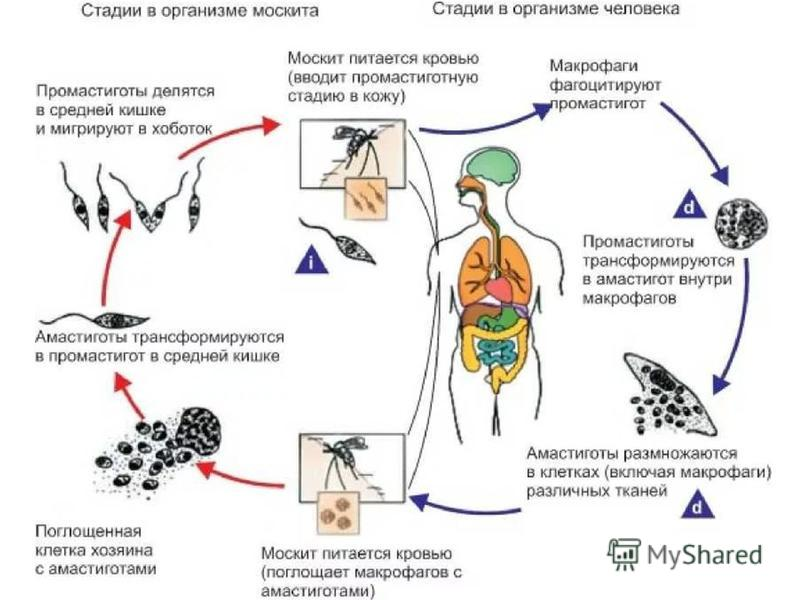 Стадии в организме москита
Стадии в организме человека
Москит питается кровью
(вводит промастиготную
стадию в кожу)
Макрофаги
фагоцитируют
промастигот
Промастиготы делятся
в средней кишке
и мигрируют в хоботок
d
i
Промастиготы
трансформируются
в амастигот внутри
макрофагов
Амастиготы трансформируются
в промастигот в средней кишке
Амастиготы размножаются
в клетках (включая макрофаги)
различных тканей
d
Поглощенная
клетка хозяина
с амастиготами
Москит питается кровью
(поглощает макрофагов с
амастиготами)
MyShared